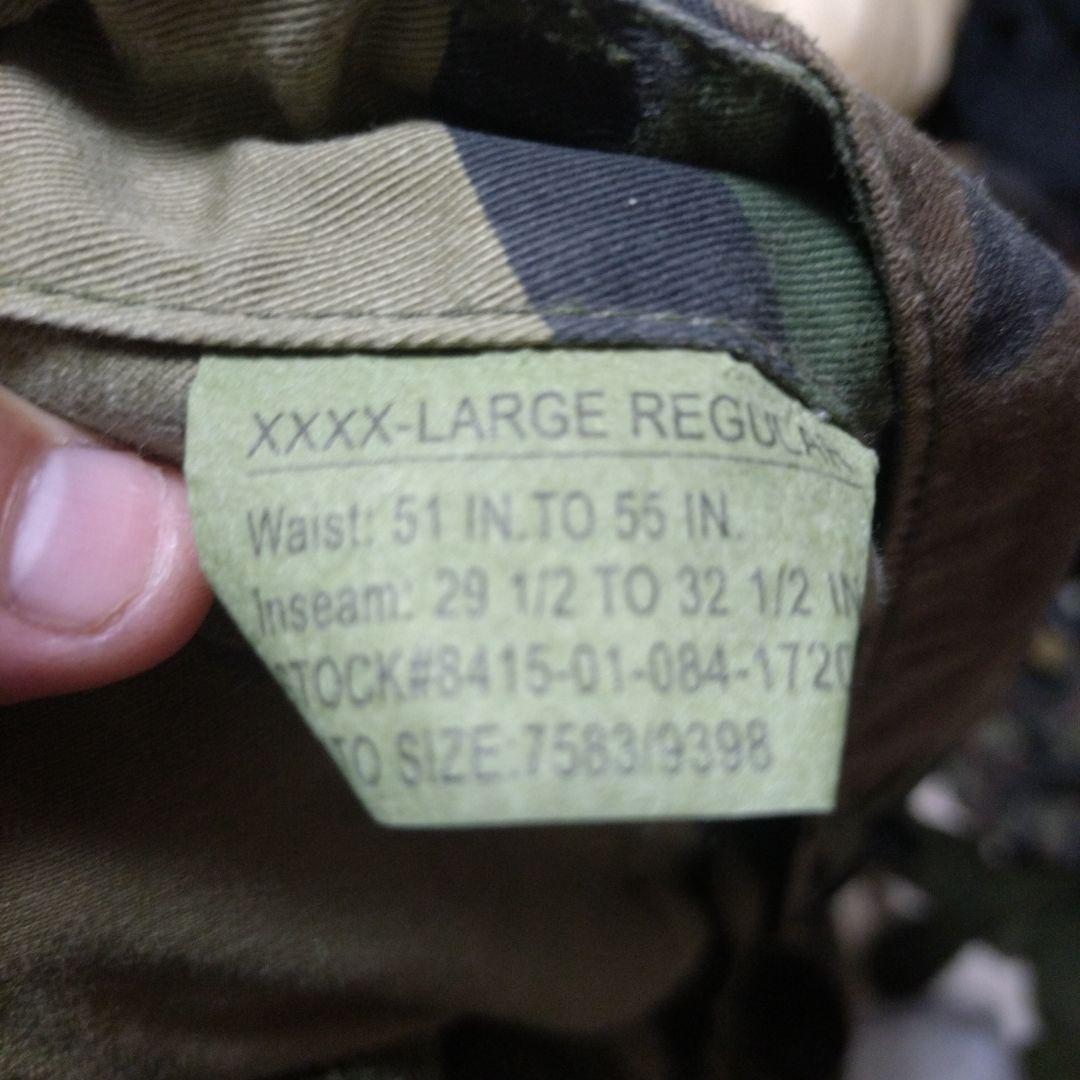 XXXX-LARGE REGULAR
Waist: 51 IN.TO 55 IN.
Inseam: 29 1/2 TO 32 1/2 IN
STOCK#8415-01-084-1720
TO SIZE:7583/9398